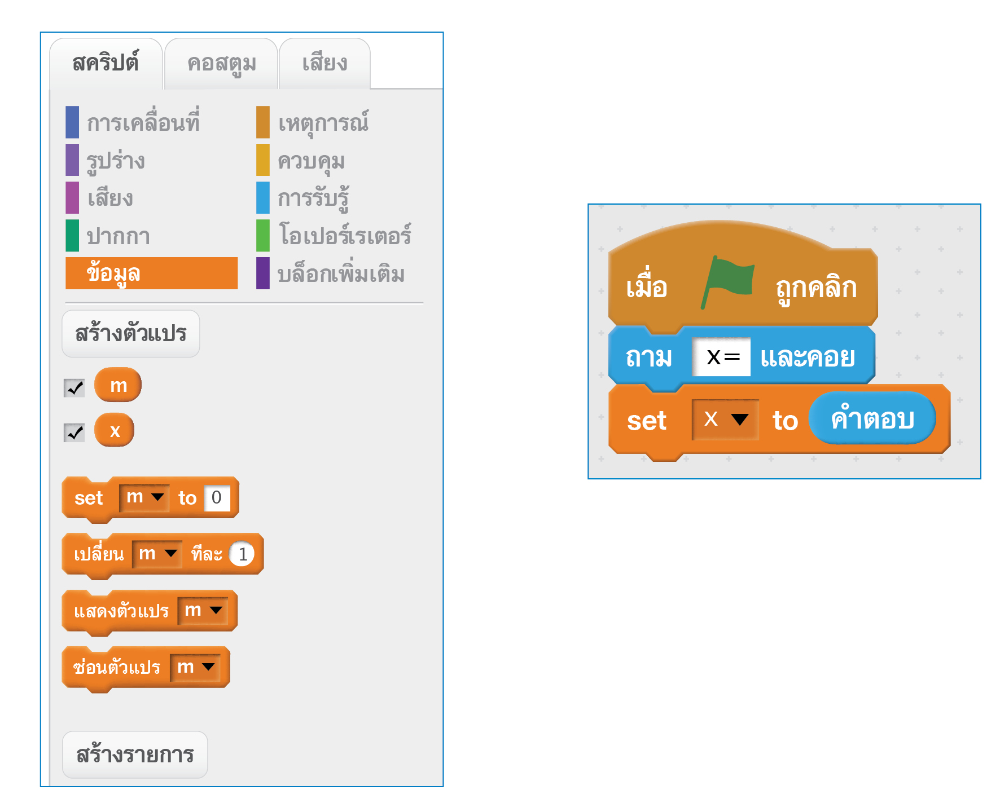 สคริปต์ คอสตูม เสียง
การเคลื่อนที่ เหตุการณ์
รูปร่าง ควบคุม
เสียง การรับรู้
ปากกา โอเปอร์เรเตอร์
ข้อมูล บล็อกเพิ่มเติม
สร้างตัวแปร
m
x
set m to 0
เปลี่ยน m ทีละ 1
แสดงตัวแปร m
ซ่อนตัวแปร m
สร้างรายการ
เมื่อ ถูกคลิก
ถาม x= และคอย
set x to คำตอบ